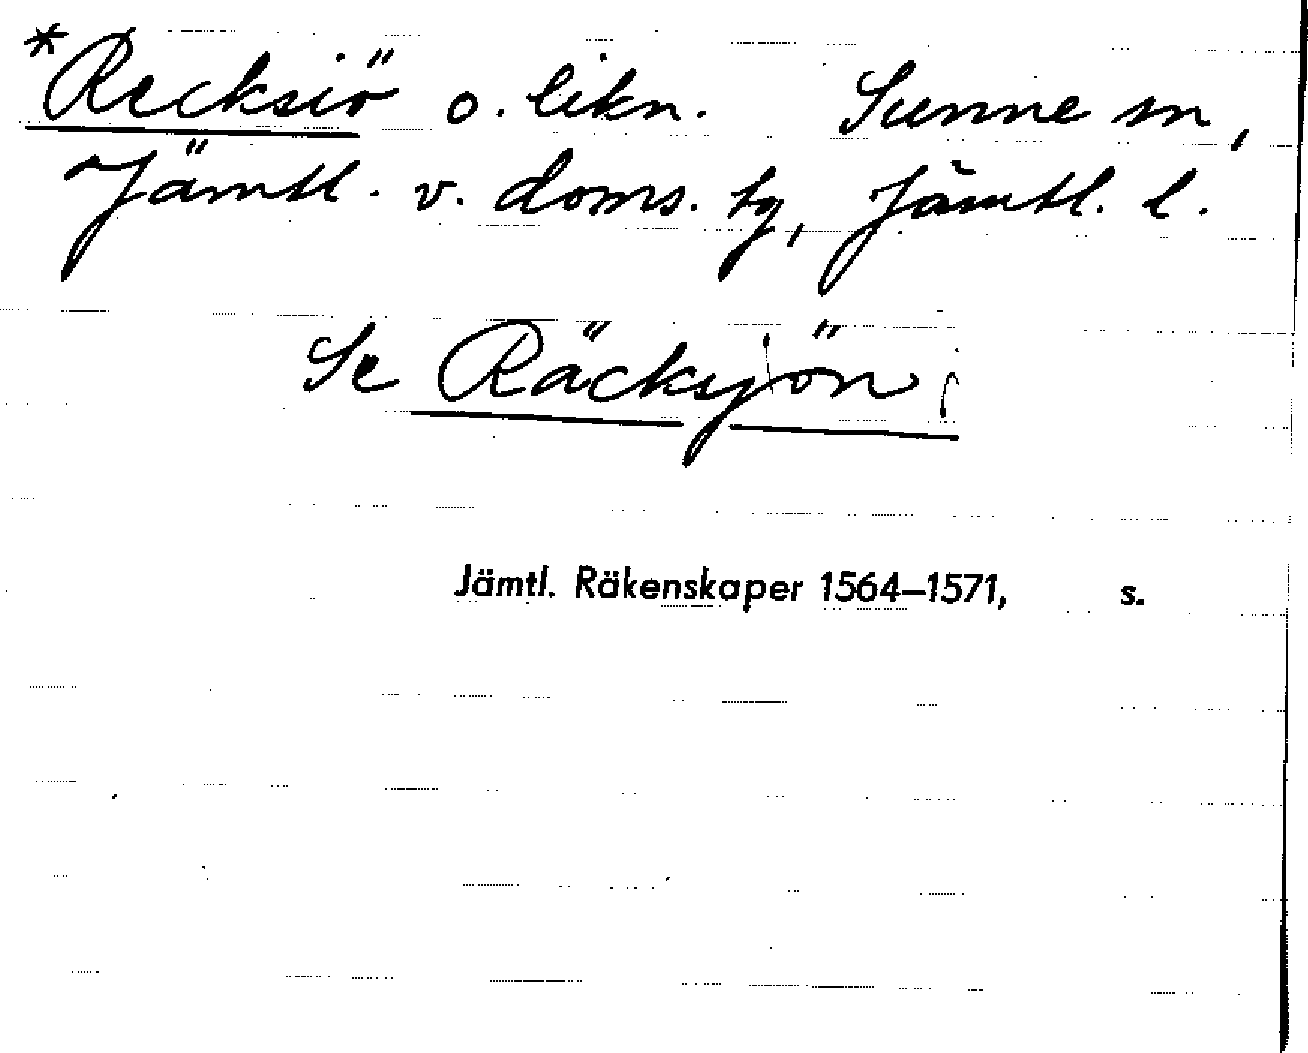 *Recksiö o. likn. Sunne sn,
Jämtl. v. doms. tg, Jämtl. l.
Se Räcksjön
Jämtl. Räkenskaper 1564–1571, s.